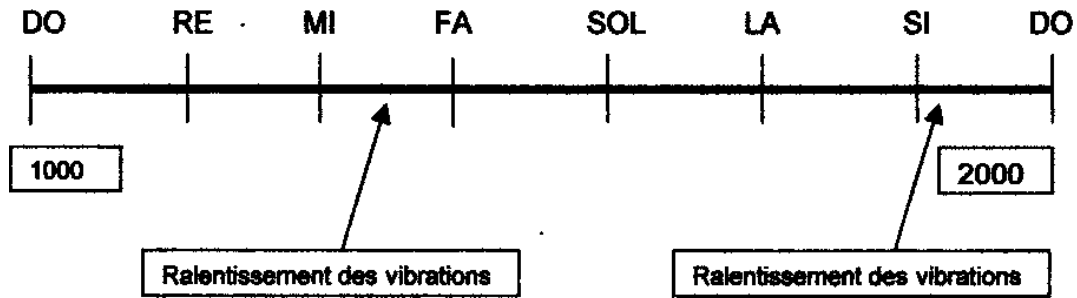 DO RE MI FA SOL LA SI DO
1000 2000
Ralentissement des vibrations Ralentissement des vibrations